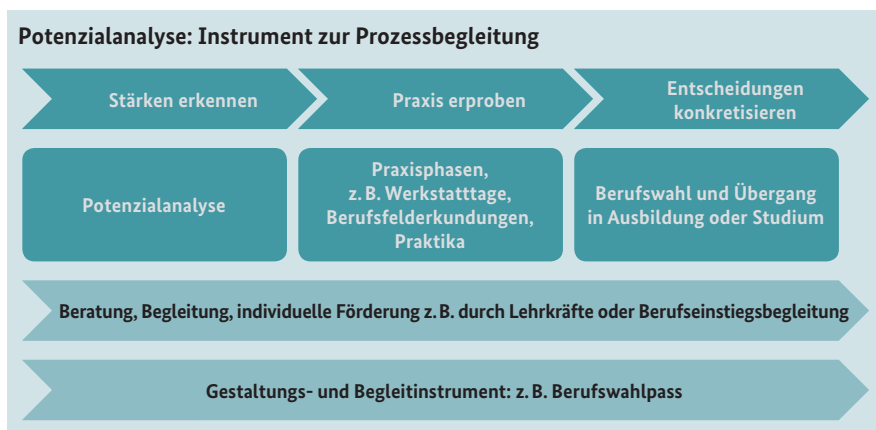 Potenzialanalyse: Instrument zur Prozessbegleitung
Stärken erkennen
Praxis erproben
Entscheidungen
konkretisieren
Potenzialanalyse
Praxisphasen,
z. B. Werkstatttage,
Berufsfelderkundungen,
Praktika
Berufswahl und Übergang
in Ausbildung oder Studium
Beratung, Begleitung, individuelle Förderung z. B. durch Lehrkräfte oder Berufseinstiegsbegleitung
Gestaltungs- und Begleitinstrument: z. B. Berufswahlpass